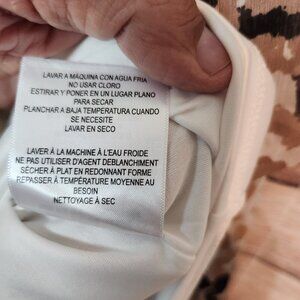 LAVAR A MAQUINA CON AGUA FRIA
NO USAR CLORO
ESTIRAR Y PONER EN UN LUGAR PLANO
PARA SECAR
PLANCHAR A BAJA TEMPERATURA CUANDO
SE NECESITE
LAVAR EN SECO
LAVER À LA MACHINE À L'EAU FROIDE
NE PAS UTILISER D'AGENT DEBLANCHIMENT
SÉCHER À PLAT EN REDONNANT FORME
REPASSER À TEMPÉRATURE MOYENNE AU
BESOIN
NETTOYAGE À SEC